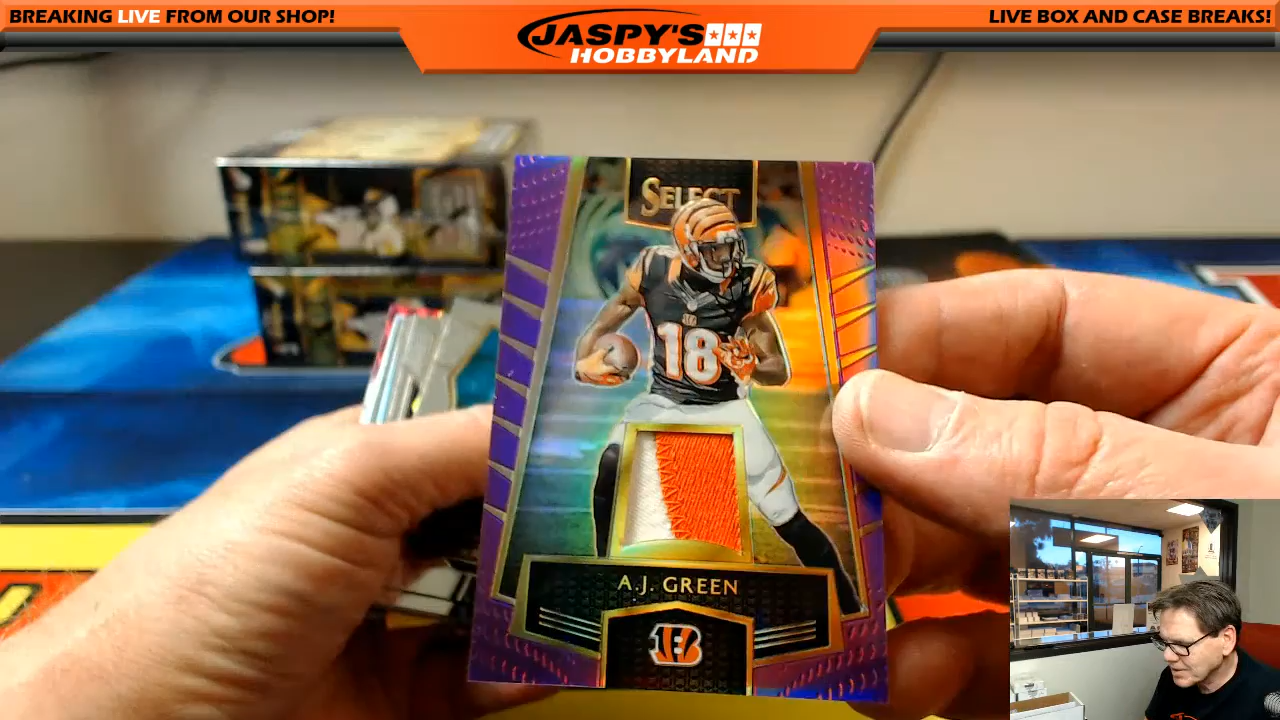 BREAKING LIVE FROM OUR SHOP!
JASPY'S
HOBBYLAND
LIVE BOX AND CASE BREAKS!
SELECT
18
A.J. GREEN
B